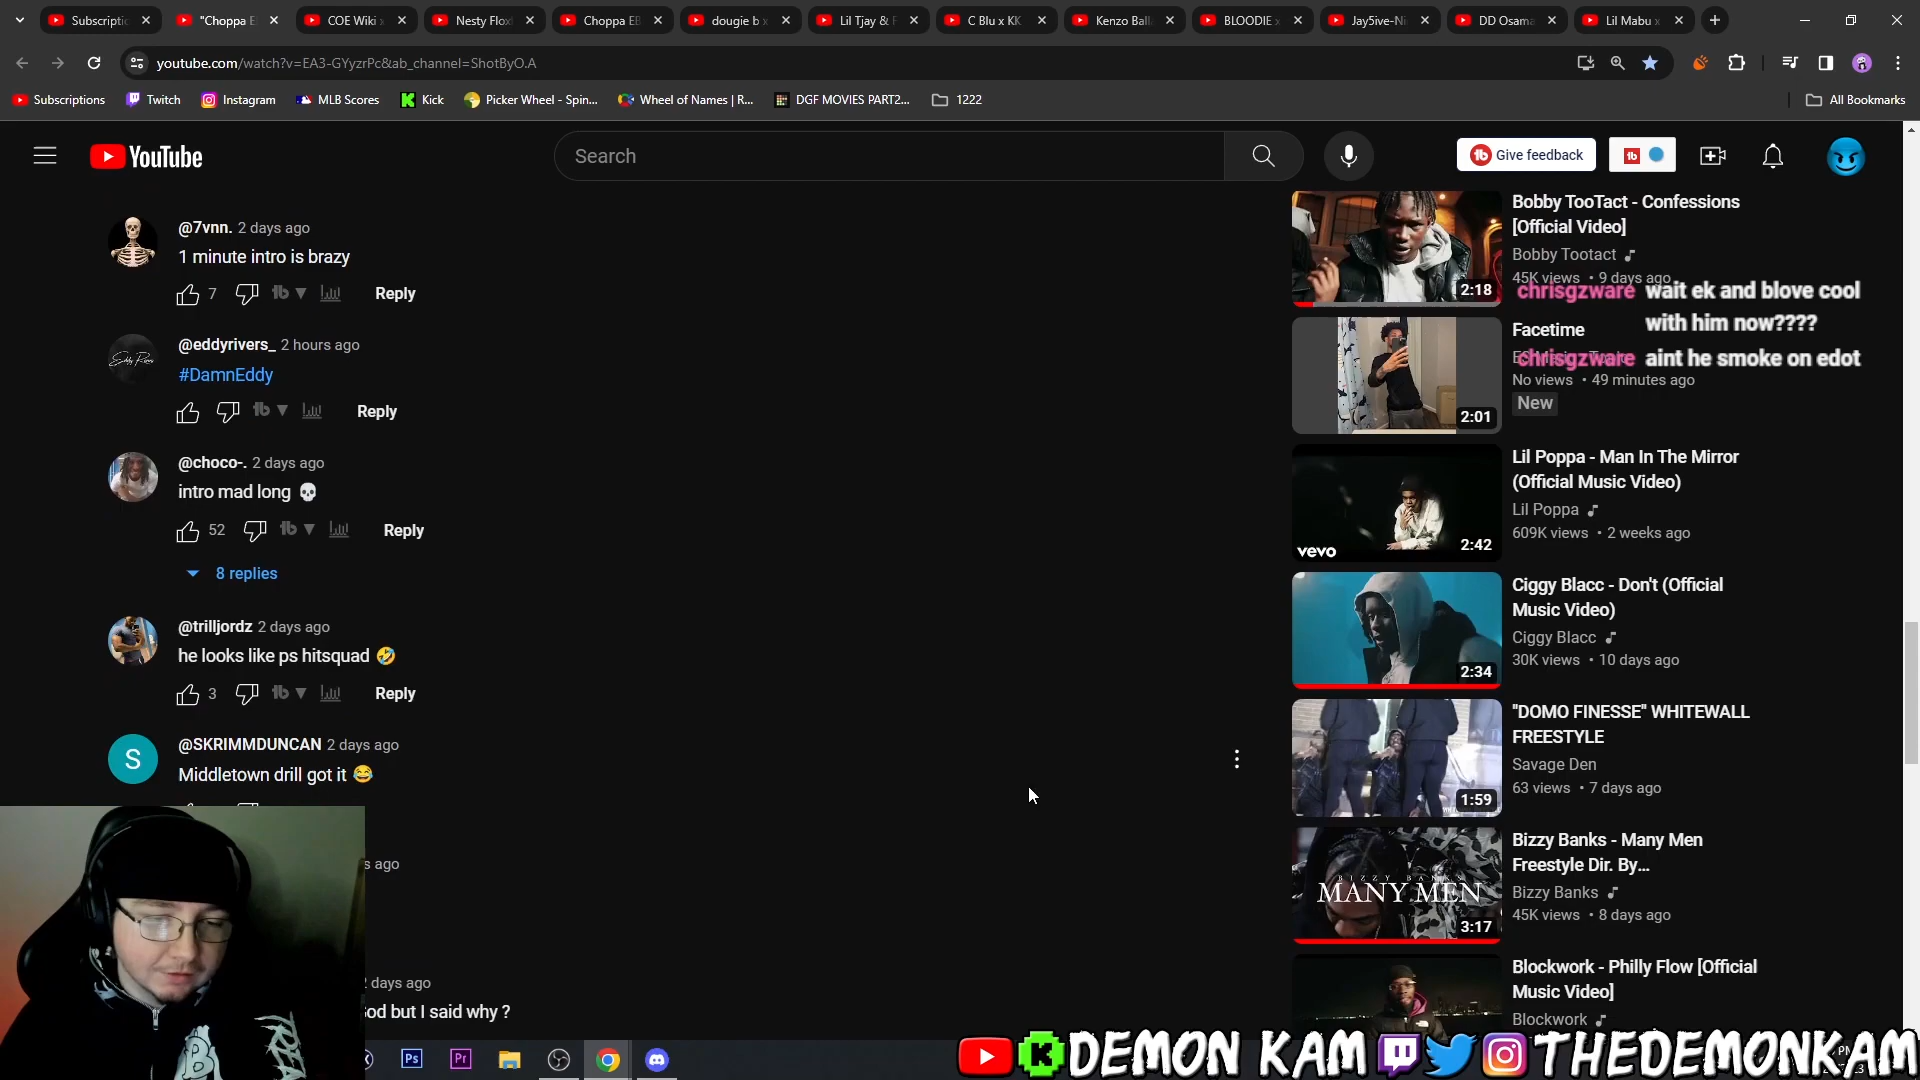 Subscripti
"Choppa E
COE Wiki x
Nesty Flox
Choppa EB
dougie b x
Lil Tjay & F
C Blu x KK
Kenzo Ball
BLOODIE x
Jay5ive-Ni
DD Osama
Lil Mabu x
youtube.com/watch?v=EA3-GYyzrPc&ab_channel=ShotByO.A
Subscriptions
Twitch
Instagram
MLB Scores
Kick
Picker Wheel - Spin...
Wheel of Names | R...
DGF MOVIES PART2...
1222
All Bookmarks
YouTube
Search
Give feedback
@7vnn. 2 days ago
1 minute intro is brazy
7 Reply
@eddyrivers_ 2 hours ago
#DamnEddy
Reply
@choco-. 2 days ago
intro mad long
52 Reply
8 replies
@trilljordz 2 days ago
he looks like ps hitsquad
3 Reply
S
@SKRIMMDUNCAN 2 days ago
Middletown drill got it
s ago
2 days ago
God but I said why ?
Bobby TooTact - Confessions
[Official Video]
Bobby Tootact
45K views • 9 days ago
2:18
chrisgzware wait ek and blove cool
with him now????
chrisgzware aint he smoke on edot
Facetime
No views • 49 minutes ago
New
2:01
Lil Poppa - Man In The Mirror
(Official Music Video)
Lil Poppa
609K views • 2 weeks ago
vevo
2:42
Ciggy Blacc - Don't (Official
Music Video)
Ciggy Blacc
30K views • 10 days ago
2:34
"DOMO FINESSE" WHITEWALL
FREESTYLE
Savage Den
63 views • 7 days ago
1:59
Bizzy Banks - Many Men
Freestyle Dir. By...
Bizzy Banks
45K views • 8 days ago
BIZZY BANKS
MANY MEN
3:17
Blockwork - Philly Flow [Official
Music Video]
Blockwork
Ps
Pr
K DEMON KAM THEDEMONKAM